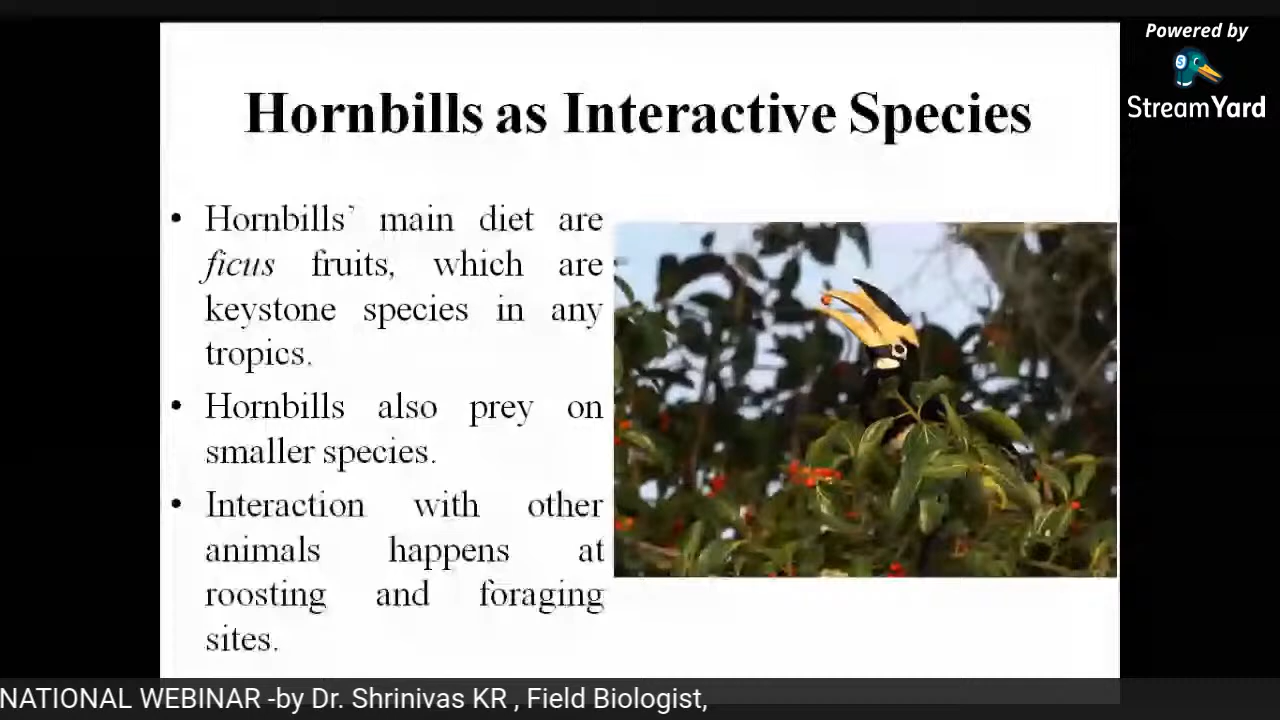 Powered by
StreamYard
Hornbills as Interactive Species
• Hornbills’ main diet are
ficus fruits, which are
keystone species in any
tropics.
• Hornbills also prey on
smaller species.
• Interaction with other
animals happens at
roosting and foraging
sites.
NATIONAL WEBINAR -by Dr. Shrinivas KR , Field Biologist,